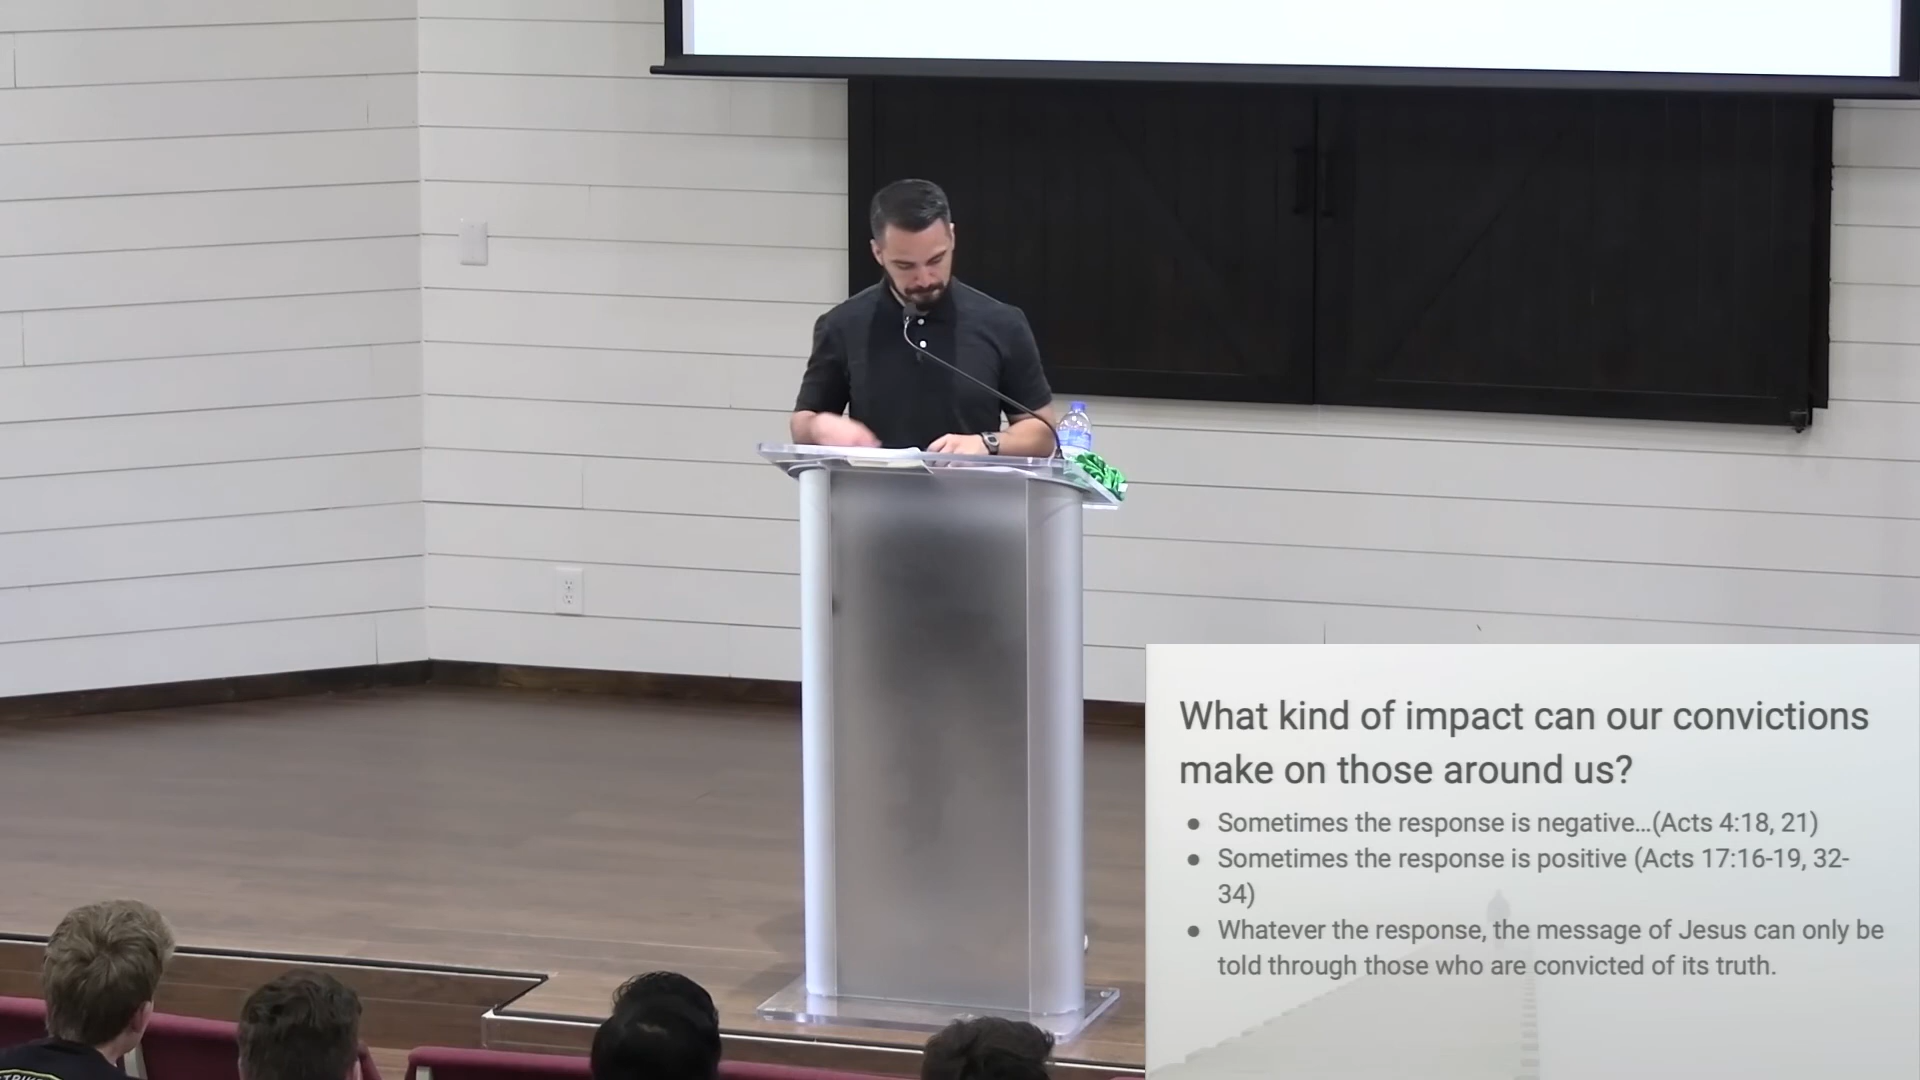 What kind of impact can our convictions
make on those around us?
● Sometimes the response is negative...(Acts 4:18, 21)
● Sometimes the response is positive (Acts 17:16-19, 32-
34)
● Whatever the response, the message of Jesus can only be
told through those who are convicted of its truth.